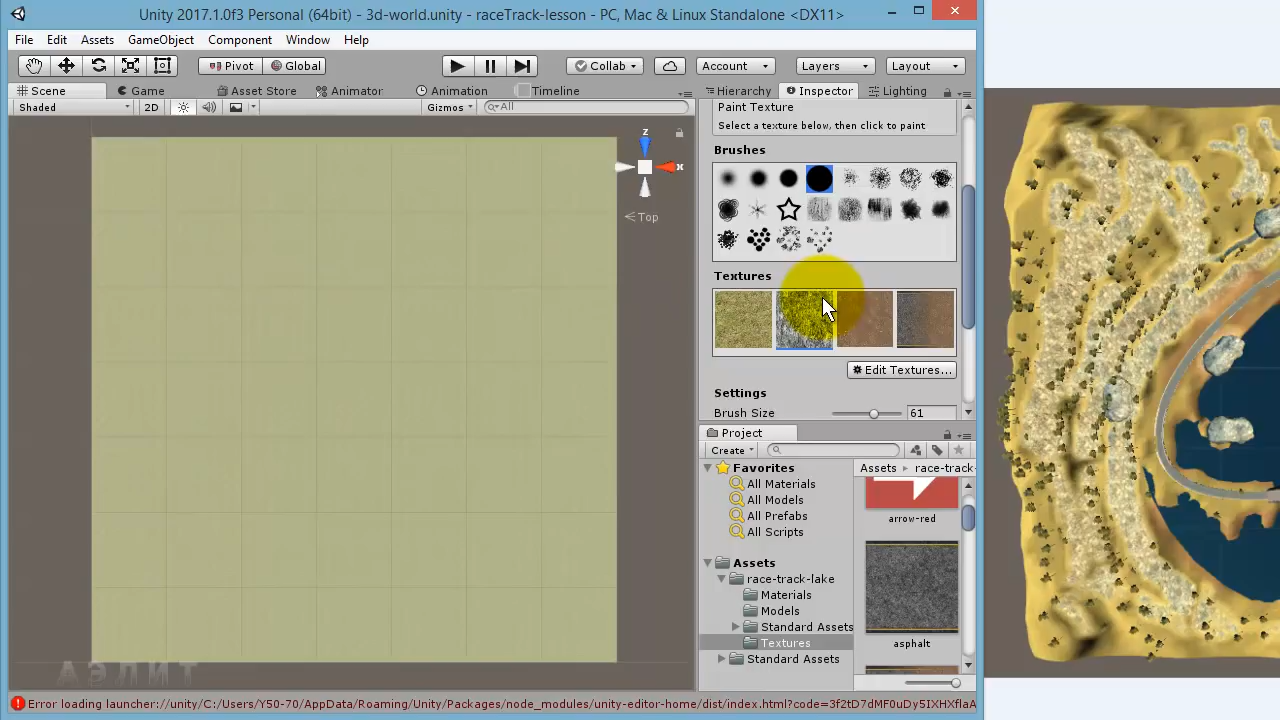 Unity 2017.1.0f3 Personal (64bit) - 3d-world.unity - raceTrack-lesson - PC, Mac & Linux Standalone <DX11>
File Edit Assets GameObject Component Window Help
Pivot Global Collab Account Layers Layout
Scene Game Asset Store Animator Animation Timeline Hierarchy Inspector Lighting
Shaded 2D Gizmos All
Paint Texture
Select a texture below, then click to paint
Brushes
z
x
Top
Textures
Edit Textures...
Settings
Brush Size 61
Project
Create
Favorites
All Materials
All Models
All Prefabs
All Scripts
Assets
race-track-lake
Materials
Models
Standard Assets
Textures
Standard Assets
Assets race-track-
arrow-red
asphalt
АЭЛИТ
Error loading launcher://unity/C:/Users/Y50-70/AppData/Roaming/Unity/Packages/node_modules/unity-editor-home/dist/index.html?code=3f2tD7dMF0uDy5IXHXflaA